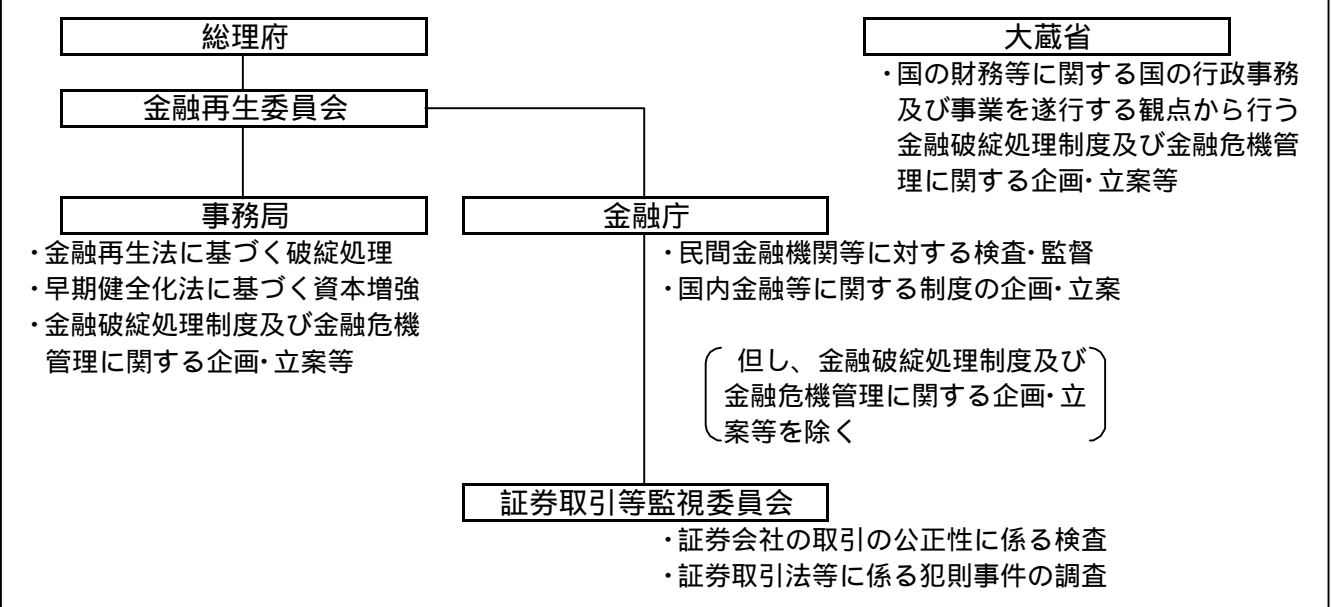 総理府
大蔵省
・国の財務等に関する国の行政事務
及び事業を遂行する観点から行う
金融破綻処理制度及び金融危機管
理に関する企画・立案等
金融再生委員会
事務局
・金融再生法に基づく破綻処理
・早期健全化法に基づく資本増強
・金融破綻処理制度及び金融危機
管理に関する企画・立案等
金融庁
・民間金融機関等に対する検査・監督
・国内金融等に関する制度の企画・立案
但し、金融破綻処理制度及び
金融危機管理に関する企画・立
案等を除く
証券取引等監視委員会
・証券会社の取引の公正性に係る検査
・証券取引法等に係る犯則事件の調査